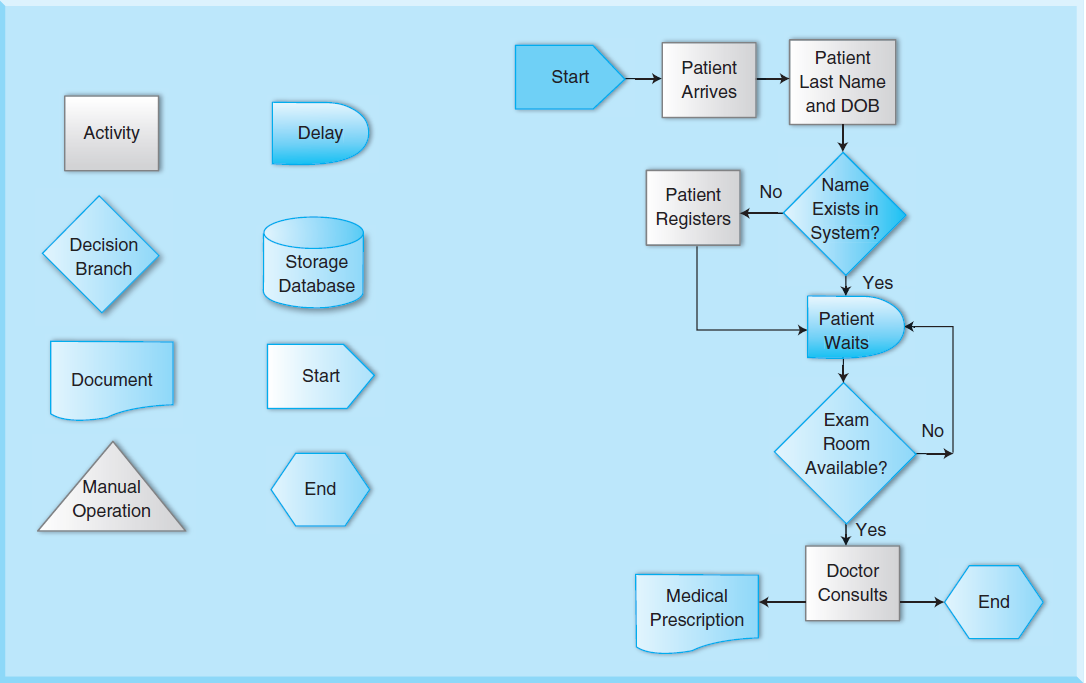 Activity
Delay
Decision
Branch
Storage
Database
Document
Start
Manual
Operation
End
Start
Patient
Arrives
Patient
Last Name
and DOB
Name
Exists in
System?
No
Patient
Registers
Yes
Patient
Waits
Exam
Room
Available?
No
Yes
Doctor
Consults
Medical
Prescription
End